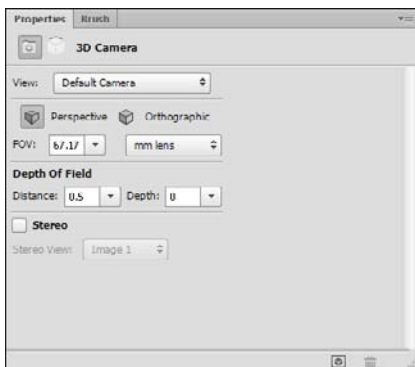 Properties Brush
3D Camera
View: Default Camera
Perspective Orthographic
FOV: 67.17 mm lens
Depth Of Field
Distance: 0.5 Depth: 0
Stereo
Stereo View: Image 1